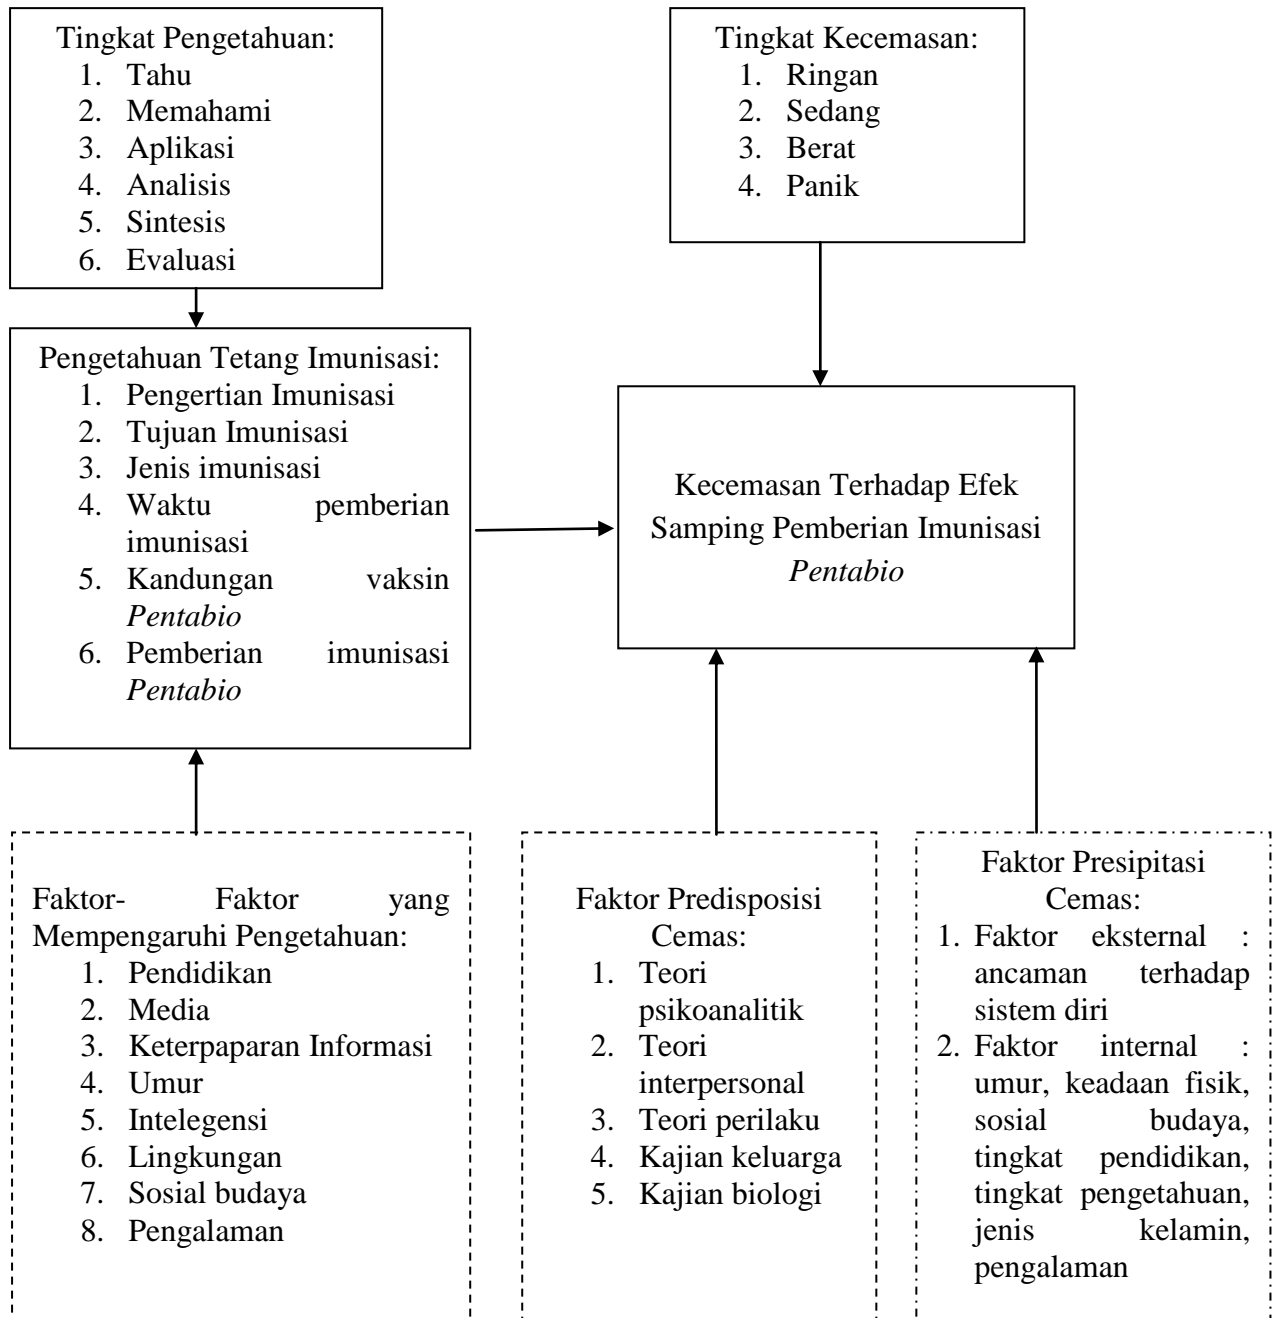 Tingkat Pengetahuan:
1. Tahu
2. Memahami
3. Aplikasi
4. Analisis
5. Sintesis
6. Evaluasi
Tingkat Kecemasan:
1. Ringan
2. Sedang
3. Berat
4. Panik
Pengetahuan Tetang Imunisasi:
1. Pengertian Imunisasi
2. Tujuan Imunisasi
3. Jenis imunisasi
4. Waktu pemberian
imunisasi
5. Kandungan vaksin
Pentabio
6. Pemberian imunisasi
Pentabio
Kecemasan Terhadap Efek
Samping Pemberian Imunisasi
Pentabio
Faktor- Faktor yang
Mempengaruhi Pengetahuan:
1. Pendidikan
2. Media
3. Keterpaparan Informasi
4. Umur
5. Intelegensi
6. Lingkungan
7. Sosial budaya
8. Pengalaman
Faktor Predisposisi
Cemas:
1. Teori
psikoanalitik
2. Teori
interpersonal
3. Teori perilaku
4. Kajian keluarga
5. Kajian biologi
Faktor Presipitasi
Cemas:
1. Faktor eksternal :
ancaman terhadap
sistem diri
2. Faktor internal :
umur, keadaan fisik,
sosial budaya,
tingkat pendidikan,
tingkat pengetahuan,
jenis kelamin,
pengalaman